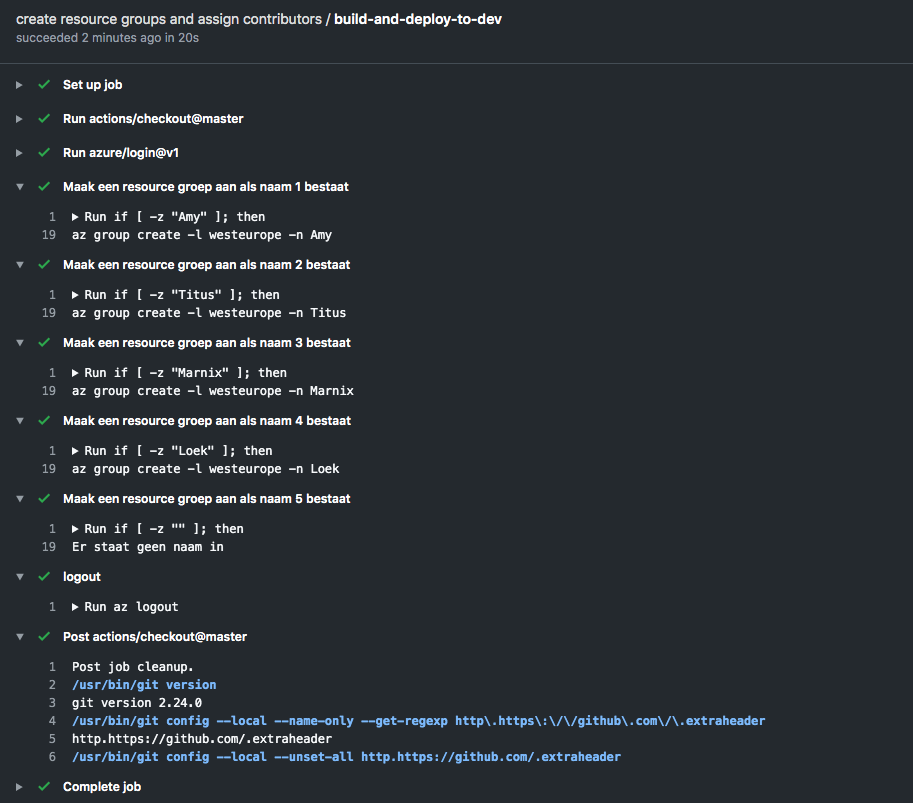 create resource groups and assign contributors / build-and-deploy-to-dev
succeeded 2 minutes ago in 20s
Set up job
Run actions/checkout@master
Run azure/login@v1
Maak een resource groep aan als naam 1 bestaat
1 Run if [ -z "Amy" ]; then
19 az group create -l westeurope -n Amy
Maak een resource groep aan als naam 2 bestaat
1 Run if [ -z "Titus" ]; then
19 az group create -l westeurope -n Titus
Maak een resource groep aan als naam 3 bestaat
1 Run if [ -z "Marnix" ]; then
19 az group create -l westeurope -n Marnix
Maak een resource groep aan als naam 4 bestaat
1 Run if [ -z "Loek" ]; then
19 az group create -l westeurope -n Loek
Maak een resource groep aan als naam 5 bestaat
1 Run if [ -z "" ]; then
19 Er staat geen naam in
logout
1 Run az logout
Post actions/checkout@master
1 Post job cleanup.
2 /usr/bin/git version
3 git version 2.24.0
4 /usr/bin/git config --local --name-only --get-regexp http\.https\:\/\/github\.com\/\.extraheader
5 http.https://github.com/.extraheader
6 /usr/bin/git config --local --unset-all http.https://github.com/.extraheader
Complete job